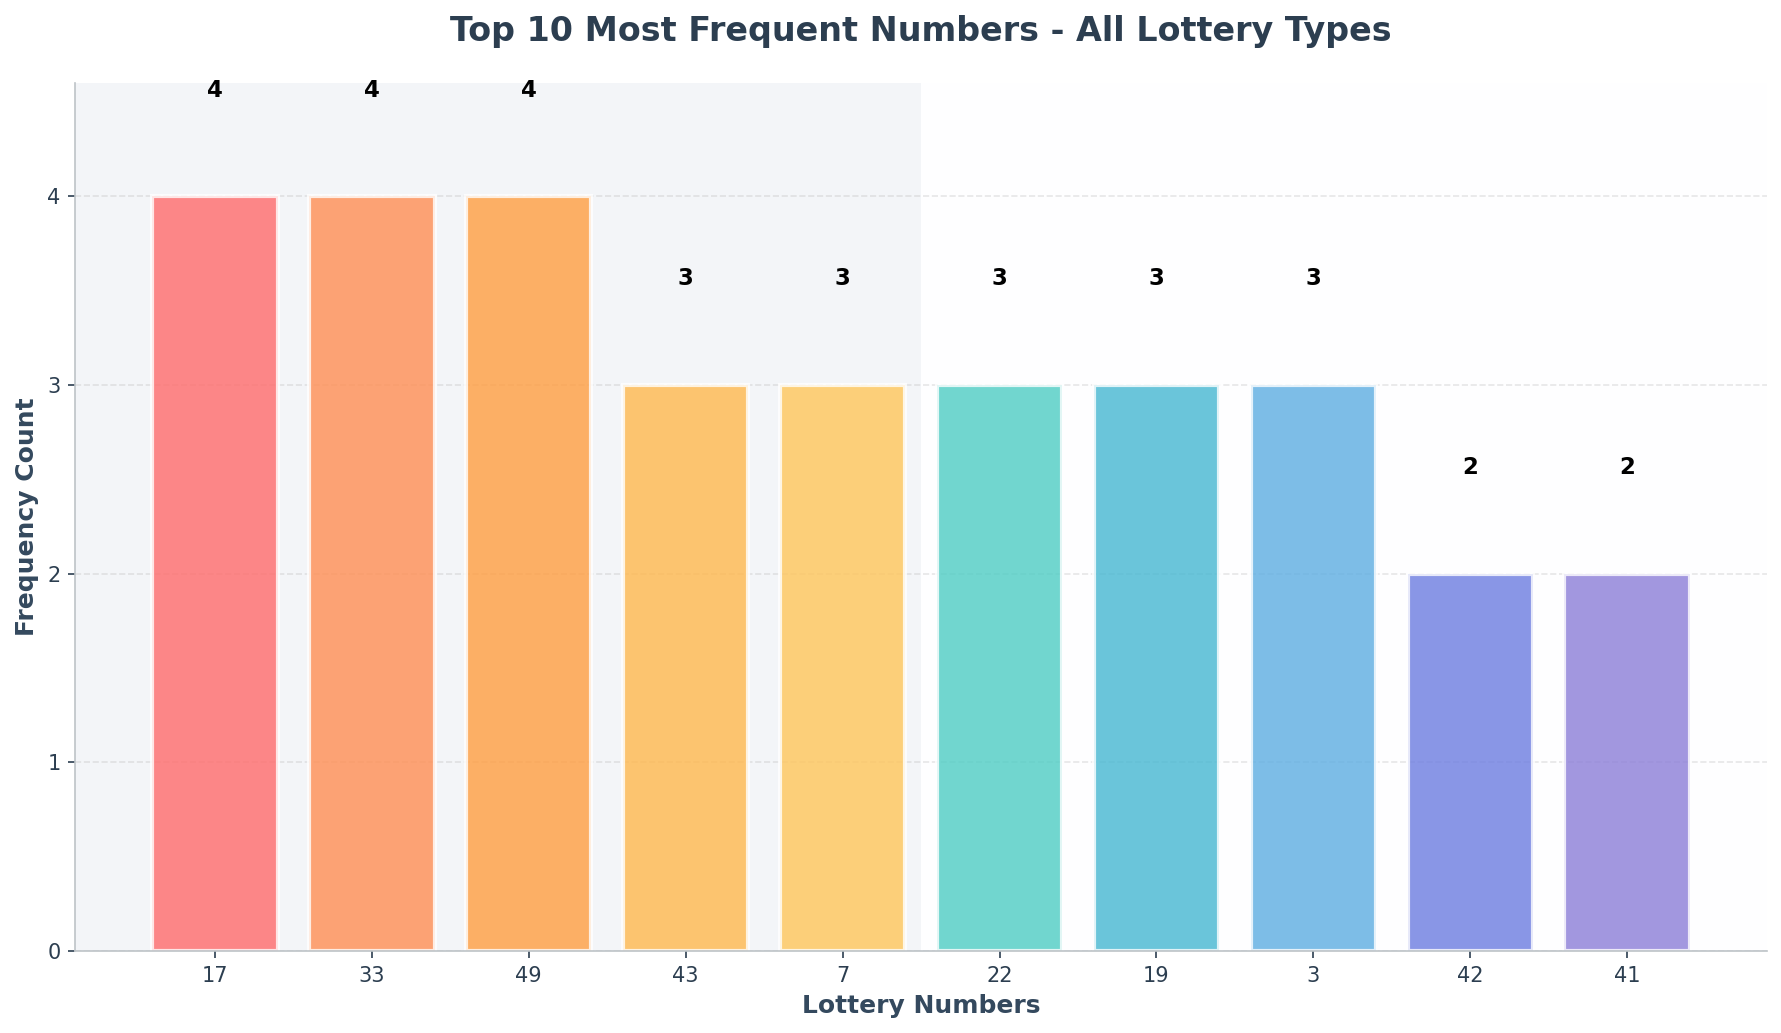 Top 10 Most Frequent Numbers - All Lottery Types
4 4 4
4
3 3 3 3 3
3
2 2
2
1
0
Frequency Count
17 33 49 43 7 22 19 3 42 41
Lottery Numbers